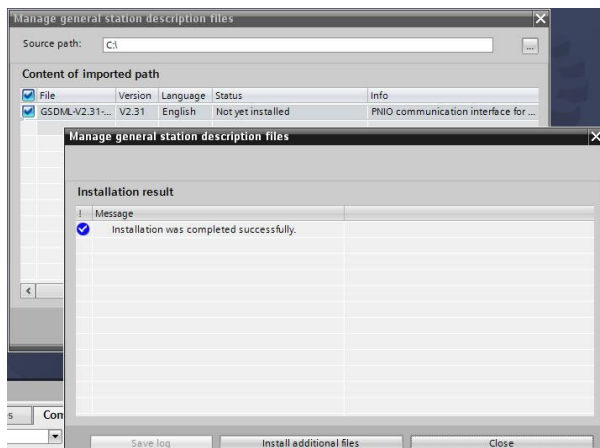 Manage general station description files
Source path: C:\ ...
Content of imported path
File Version Language Status Info
GSDML-V2.31-... V2.31 English Not yet installed PNIO communication interface for ...
Manage general station description files
Installation result
! Message
Installation was completed successfully.
s Con
Save log Install additional files Close